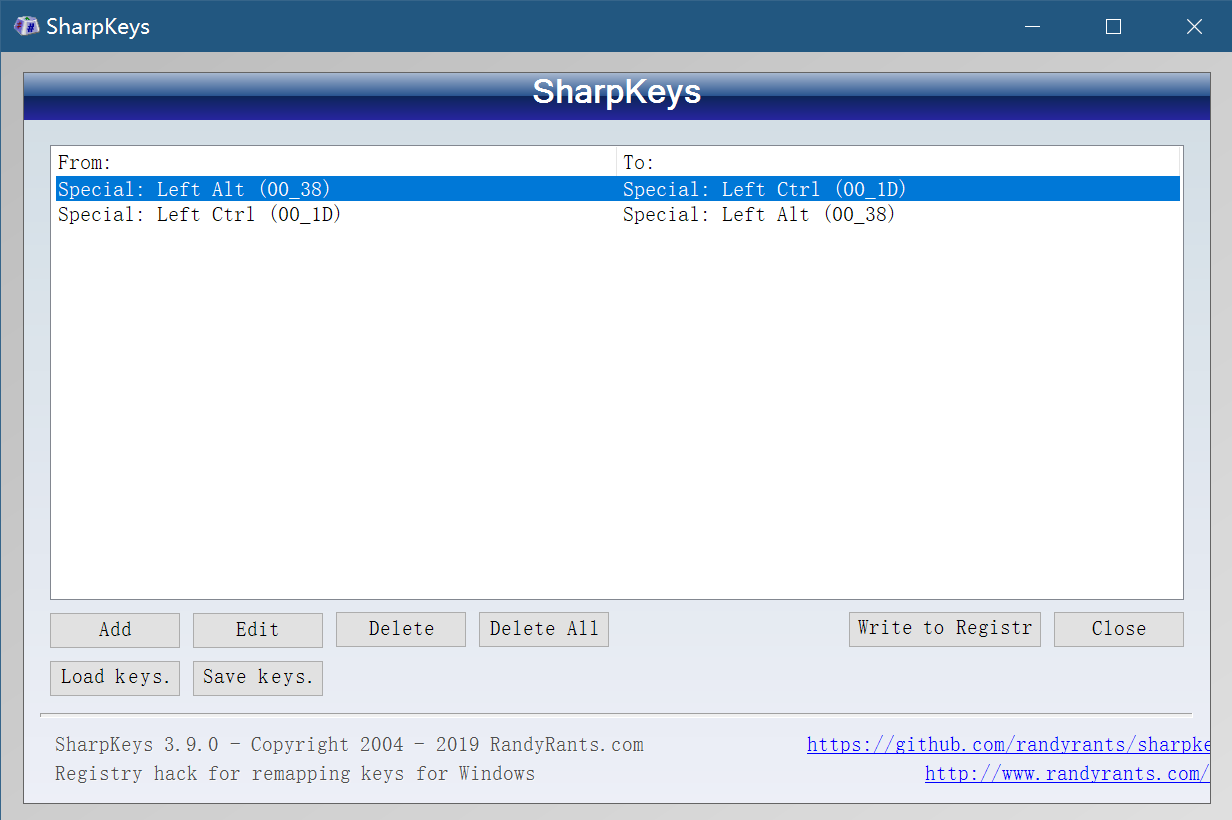 SharpKeys
SharpKeys
From: To:
Special: Left Alt (00_38) Special: Left Ctrl (00_1D)
Special: Left Ctrl (00_1D) Special: Left Alt (00_38)
Add Edit Delete Delete All Write to Registr Close
Load keys. Save keys.
SharpKeys 3.9.0 - Copyright 2004 - 2019 RandyRants.com https://github.com/randyrants/sharpke
Registry hack for remapping keys for Windows http://www.randyrants.com/